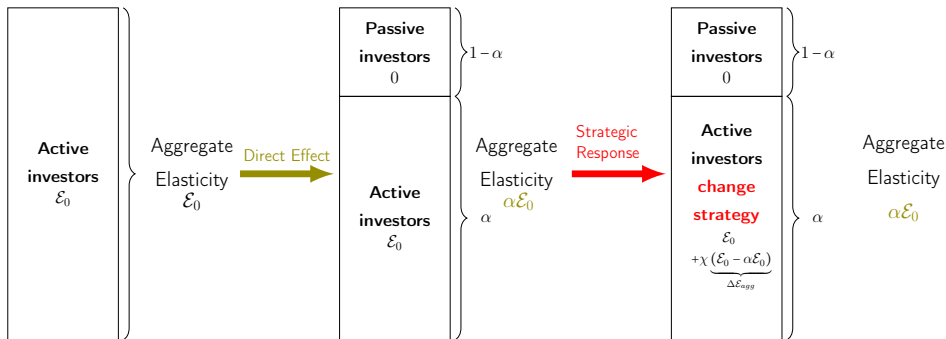 Active
investors
ℰ₀
Aggregate
Elasticity
ℰ₀
Direct Effect
Passive
investors
0
1 − α
Active
investors
ℰ₀
Aggregate
Elasticity
αℰ₀
α
Strategic
Response
Passive
investors
0
1 − α
Active
investors
change
strategy
ℰ₀
+χ (ℰ₀ − αℰ₀)
Δℰ_agg
α
Aggregate
Elasticity
αℰ₀